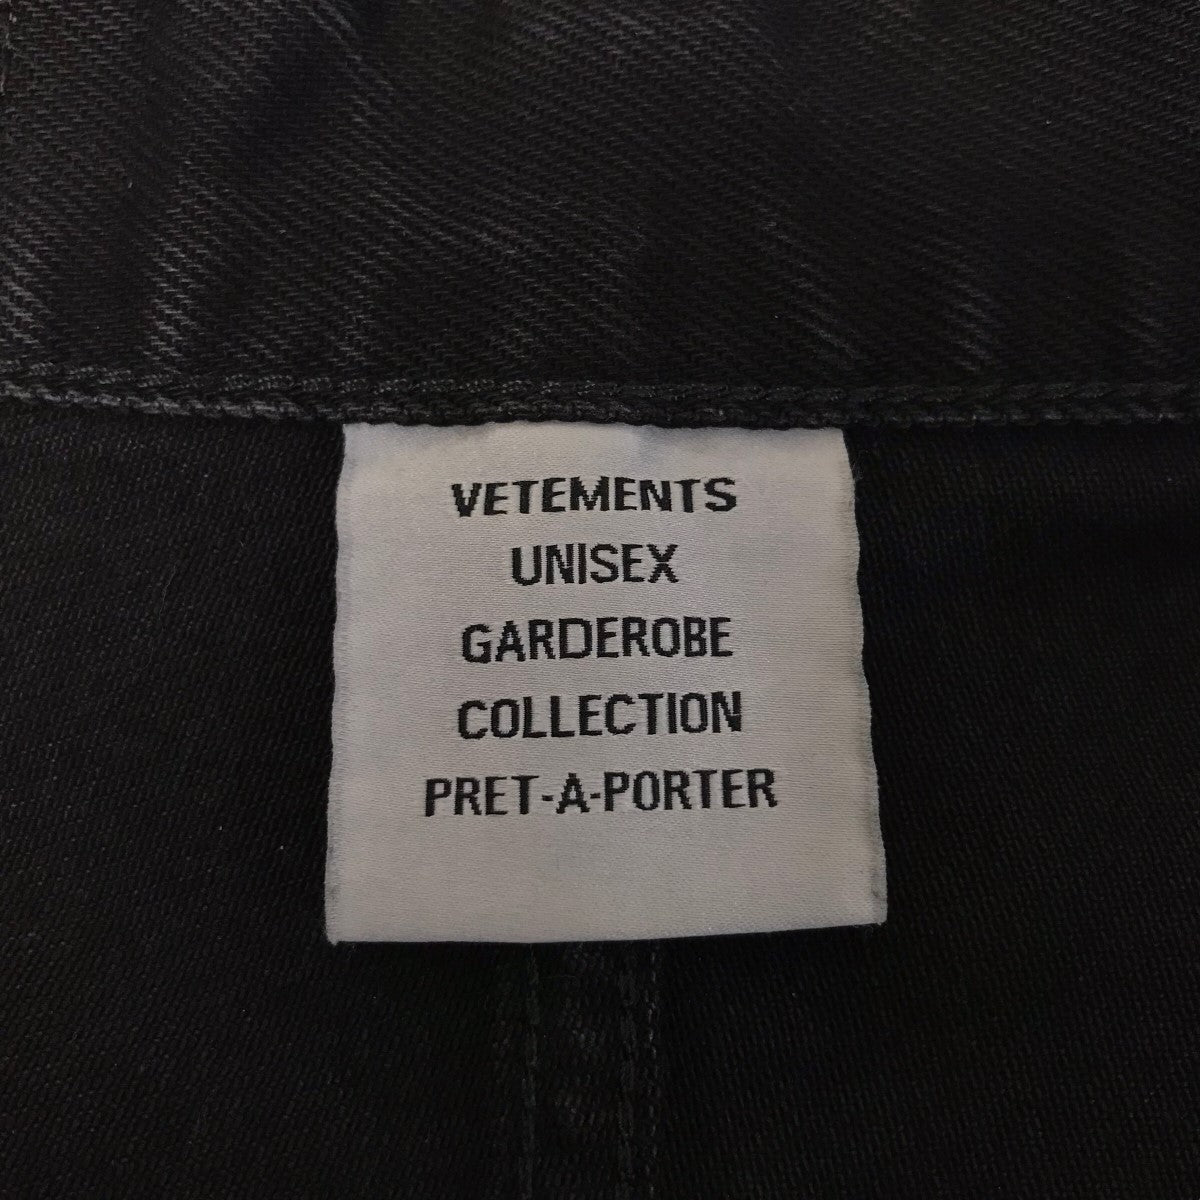 VETEMENTS
UNISEX
GARDEROBE
COLLECTION
PRET-A-PORTER